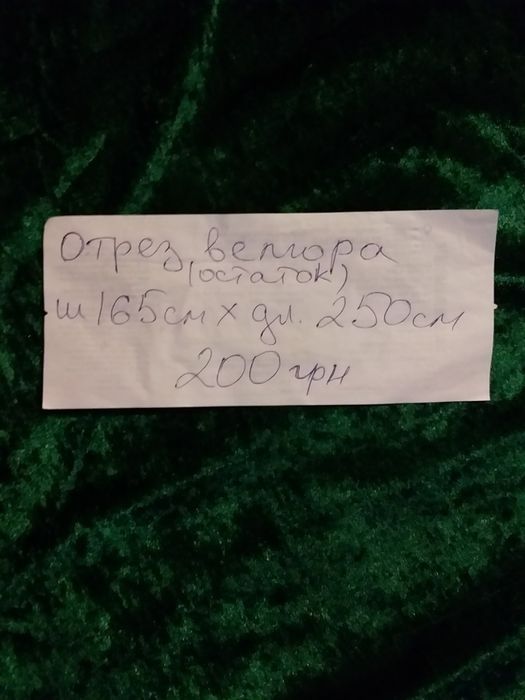 Отрез велюра
(остаток)
ш 165см х дл. 250см
200 грн